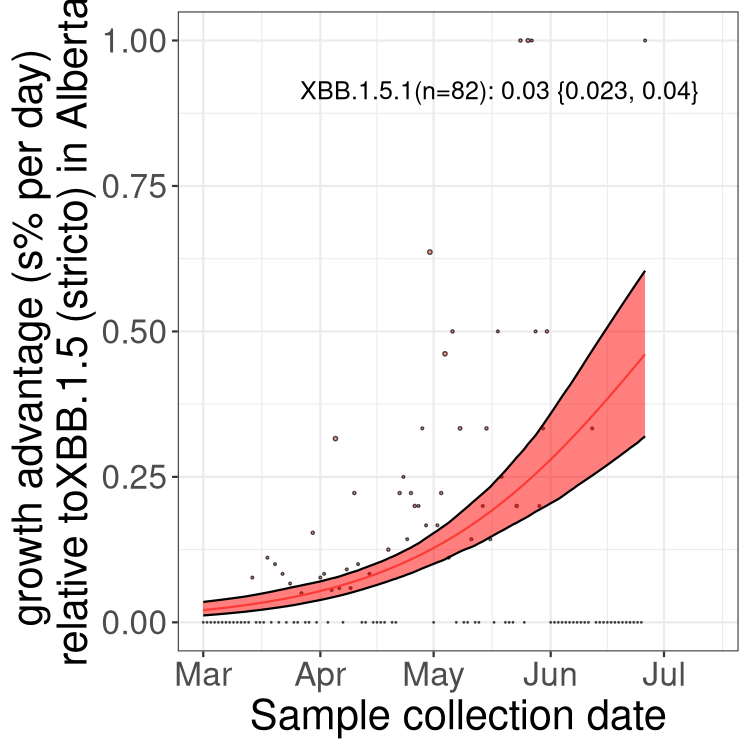 growth advantage (s% per day)
relative toXBB.1.5 (stricto) in Alberta
1.00
0.75
0.50
0.25
0.00
XBB.1.5.1(n=82): 0.03 {0.023, 0.04}
Mar Apr May Jun Jul
Sample collection date